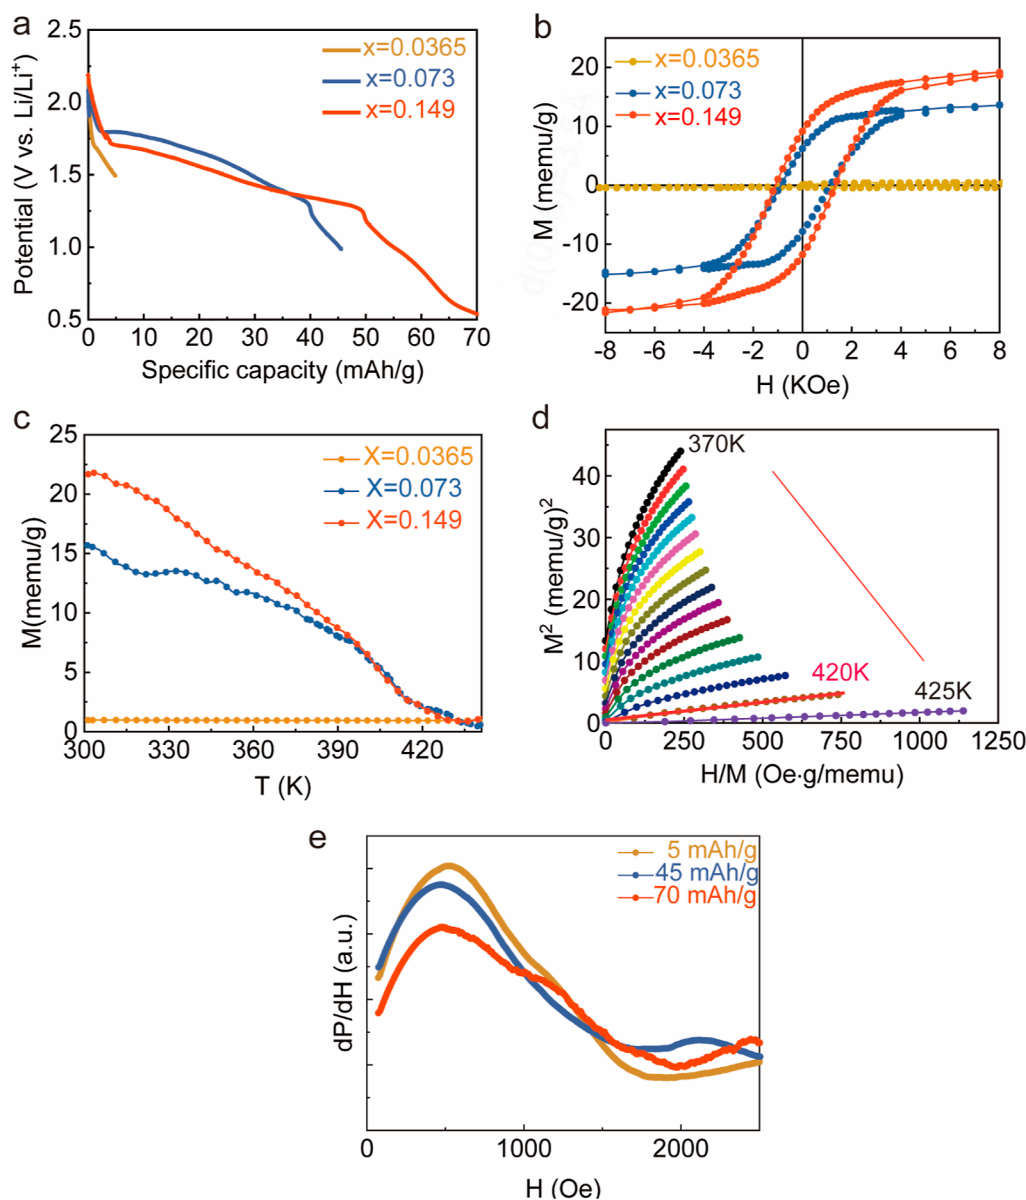 a
2.5
2.0
1.5
1.0
0.5
Potential (V vs. Li/Li⁺)
x=0.0365
x=0.073
x=0.149
0 10 20 30 40 50 60 70
Specific capacity (mAh/g)
b
20
10
0
-10
-20
M (memu/g)
x=0.0365
x=0.073
x=0.149
-8 -6 -4 -2 0 2 4 6 8
H (KOe)
c
25
20
15
10
5
0
M(memu/g)
X=0.0365
X=0.073
X=0.149
300 330 360 390 420
T (K)
d
40
30
20
10
0
M² (memu/g)²
370K
420K
425K
0 250 500 750 1000 1250
H/M (Oe·g/memu)
e
dP/dH (a.u.)
5 mAh/g
45 mAh/g
70 mAh/g
0 1000 2000
H (Oe)